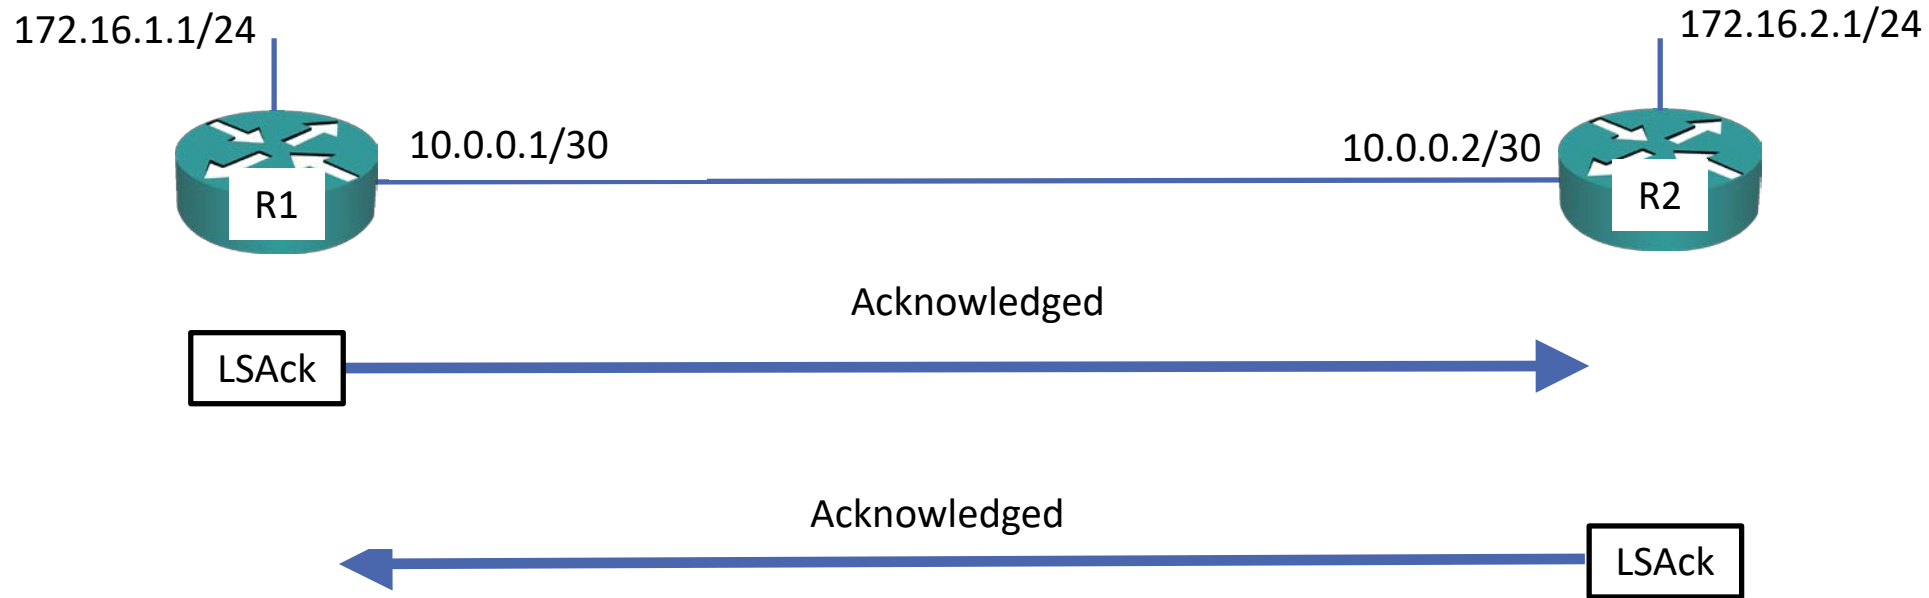 172.16.1.1/24
172.16.2.1/24
10.0.0.1/30
10.0.0.2/30
R1
R2
Acknowledged
LSAck
Acknowledged
LSAck